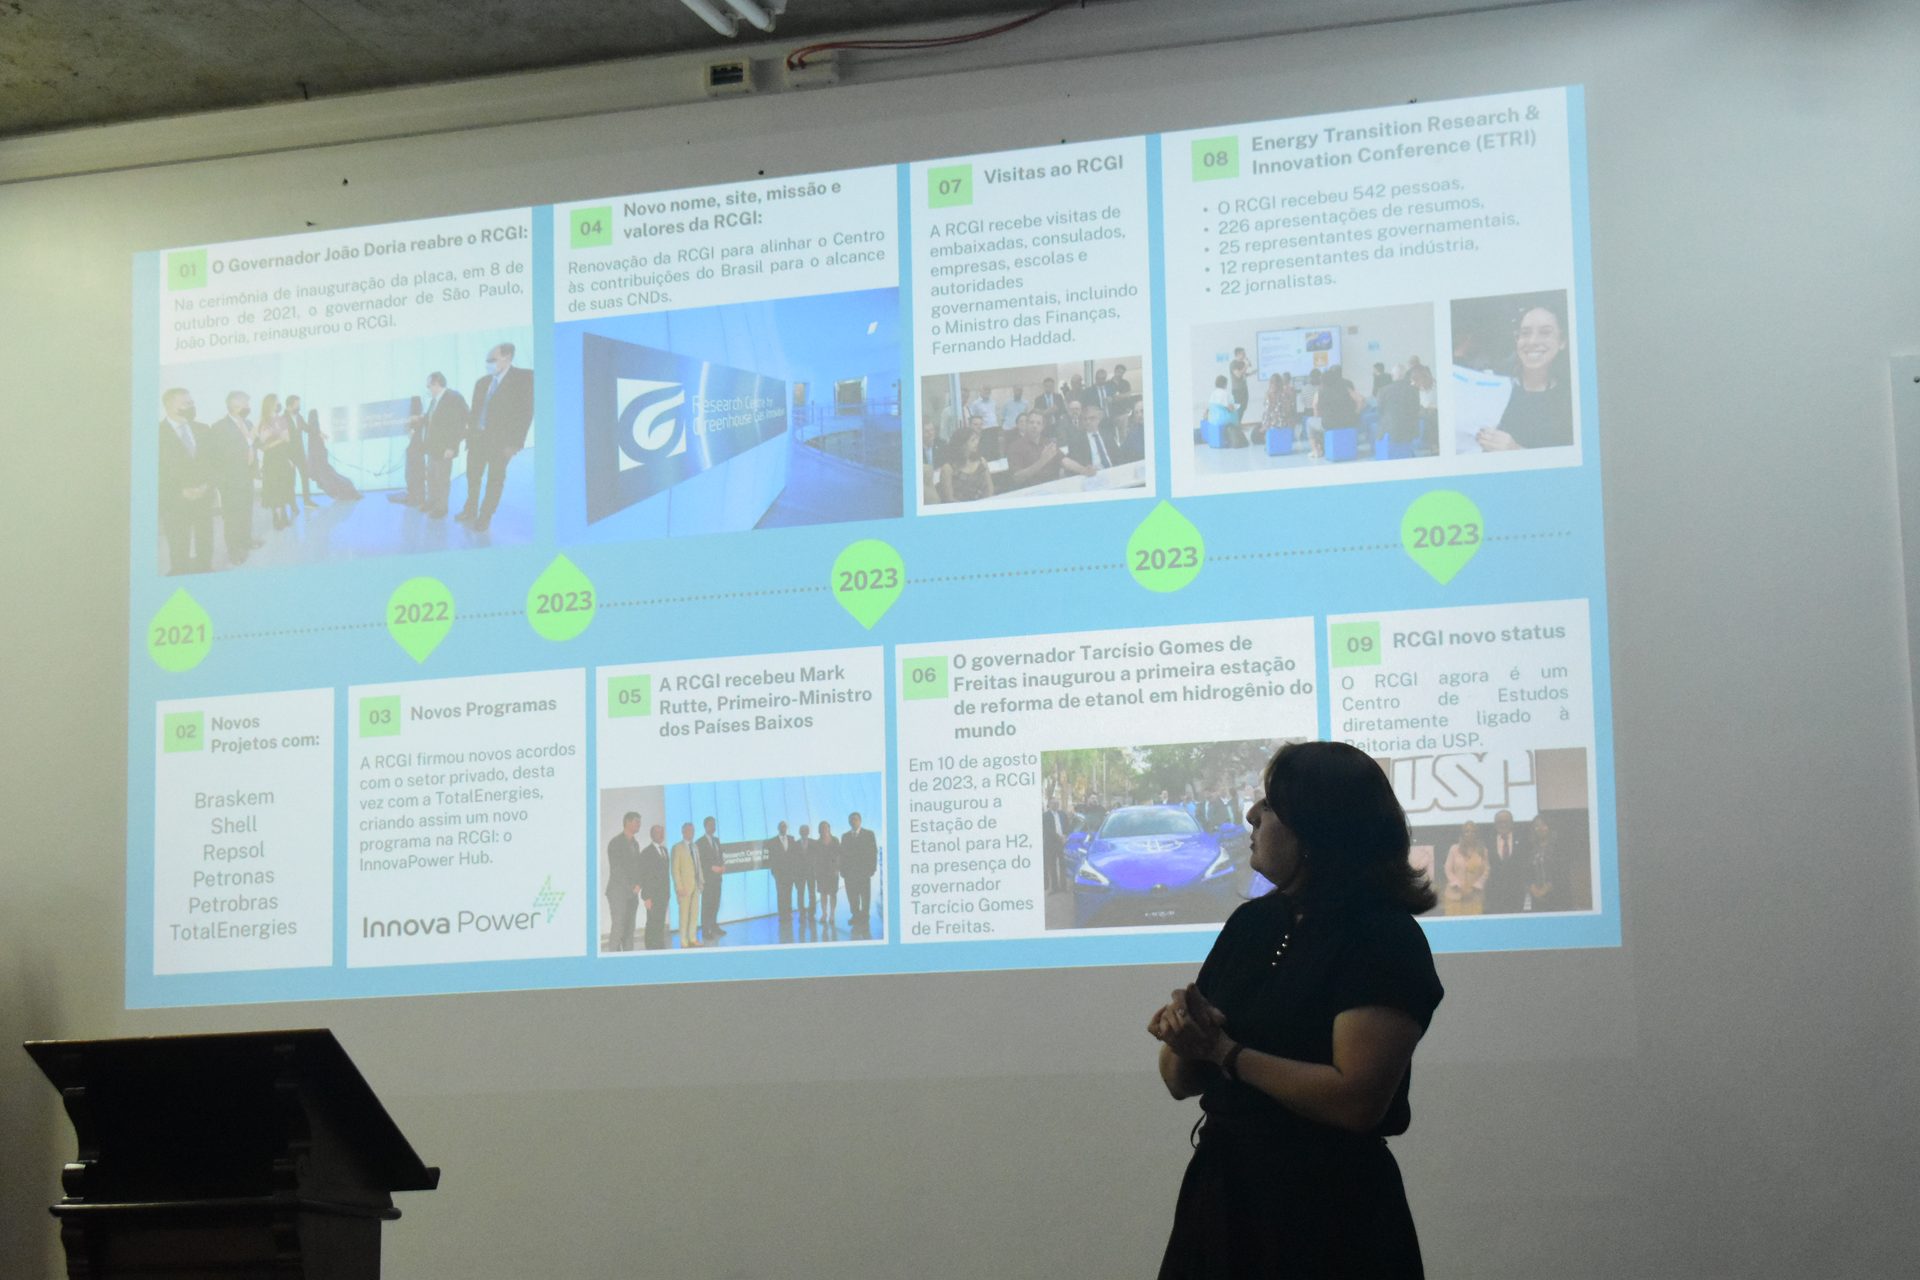 01
O Governador João Doria reabre o RCGI:
Na cerimônia de inauguração da placa, em 8 de
outubro de 2021, o governador de São Paulo,
João Doria, reinaugurou o RCGI.
04
Novo nome, site, missão e
valores da RCGI:
Renovação da RCGI para alinhar o Centro
às contribuições do Brasil para o alcance
de suas CNDs.
Research Centre for
Greenhouse Gas Innovation
07
Visitas ao RCGI
A RCGI recebe visitas de
embaixadas, consulados,
empresas, escolas e
autoridades
governamentais, incluindo
o Ministro das Finanças,
Fernando Haddad.
08
Energy Transition Research &
Innovation Conference (ETRI)
• O RCGI recebeu 542 pessoas,
• 226 apresentações de resumos,
• 25 representantes governamentais,
• 12 representantes da indústria,
• 22 jornalistas.
2021
2022
2023
2023
2023
2023
02
Novos
Projetos com:
Braskem
Shell
Repsol
Petronas
Petrobras
TotalEnergies
03
Novos Programas
A RCGI firmou novos acordos
com o setor privado, desta
vez com a TotalEnergies,
criando assim um novo
programa na RCGI: o
InnovaPower Hub.
Innova Power
05
A RCGI recebeu Mark
Rutte, Primeiro-Ministro
dos Países Baixos
06
O governador Tarcísio Gomes de
Freitas inaugurou a primeira estação
de reforma de etanol em hidrogênio do
mundo
Em 10 de agosto
de 2023, a RCGI
inaugurou a
Estação de
Etanol para H2,
na presença do
governador
Tarcício Gomes
de Freitas.
09
RCGI novo status
O RCGI agora é um
Centro de Estudos
diretamente ligado à
Reitoria da USP.
USP